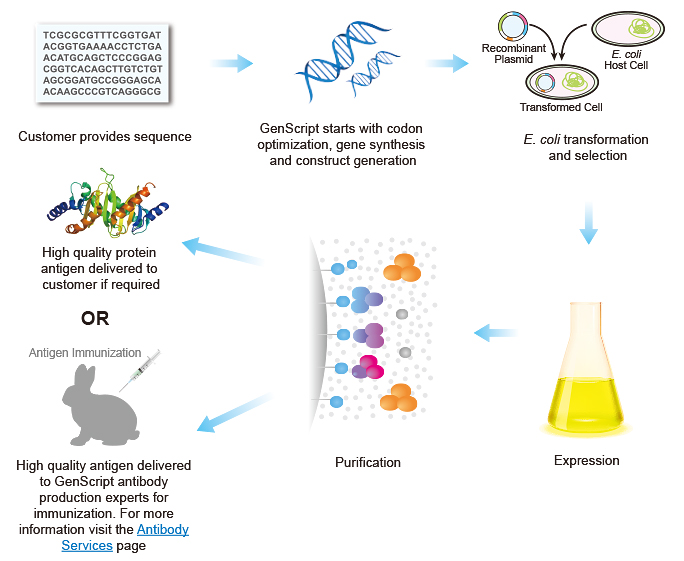 TCGCGCGTTTCGGTGAT
ACGGTGAAAACCTCTGA
ACATGCAGCTCCCGGAG
CGGTCACAGCTTGTCTGT
AGCGGATGCCGGGAGCA
ACAAGCCCGTCAGGGCG
Customer provides sequence
GenScript starts with codon
optimization, gene synthesis
and construct generation
Recombinant
Plasmid
E. coli
Host Cell
Transformed Cell
E. coli transformation
and selection
High quality protein
antigen delivered to
customer if required
OR
Antigen Immunization
High quality antigen delivered
to GenScript antibody
production experts for
immunization. For more
information visit the Antibody
Services page
Purification
Expression